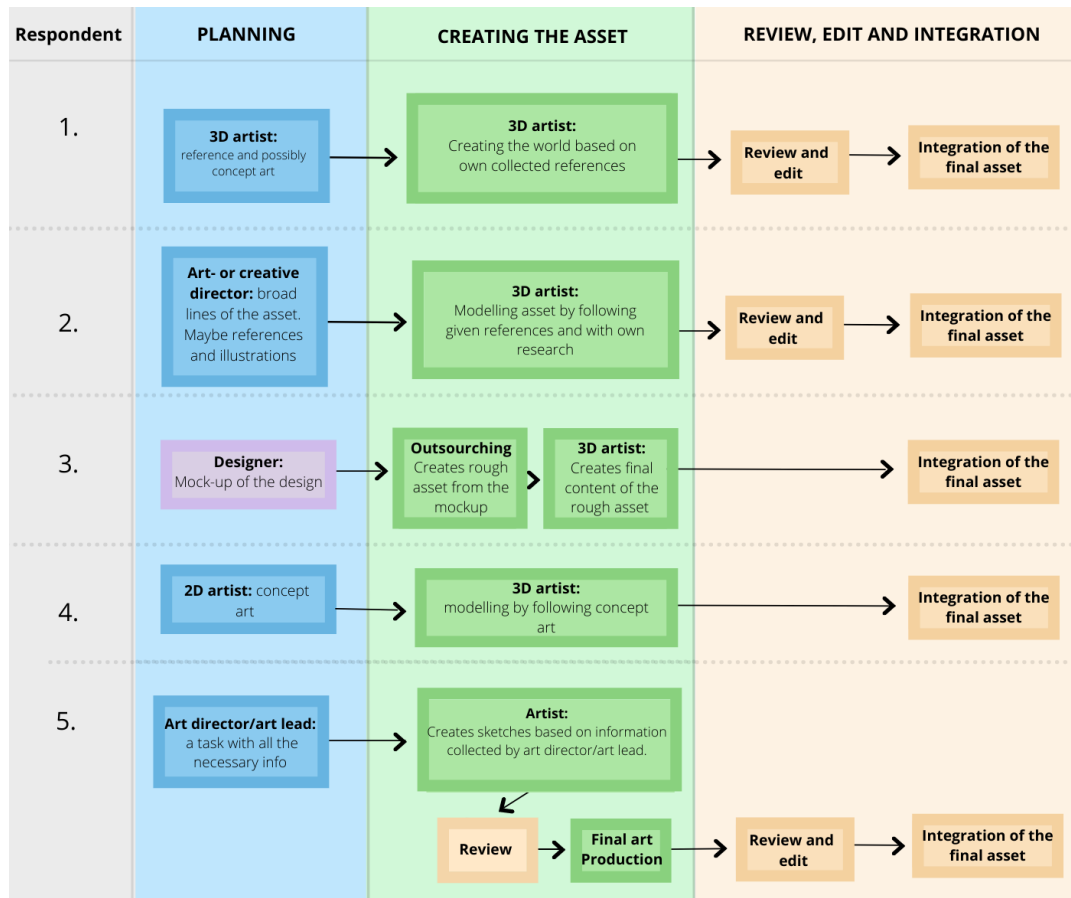 Respondent
PLANNING
CREATING THE ASSET
REVIEW, EDIT AND INTEGRATION
1.
3D artist:
reference and possibly
concept art
3D artist:
Creating the world based on
own collected references
Review and
edit
Integration of the
final asset
2.
Art- or creative
director: broad
lines of the asset.
Maybe references
and illustrations
3D artist:
Modelling asset by following
given references and with own
research
Review and
edit
Integration of the
final asset
3.
Designer:
Mock-up of the design
Outsourching
Creates rough
asset from the
mockup
3D artist:
Creates final
content of the
rough asset
Integration of the
final asset
4.
2D artist: concept
art
3D artist:
modelling by following concept
art
Integration of the
final asset
5.
Art director/art lead:
a task with all the
necessary info
Artist:
Creates sketches based on information
collected by art director/art lead.
Review
Final art
Production
Review and
edit
Integration of the
final asset